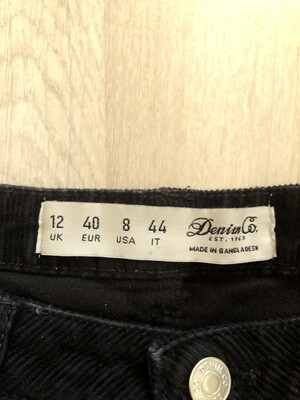 12 40 8 44
UK EUR USA IT
Denim Co.
EST. 1969
MADE IN BANGLADESH